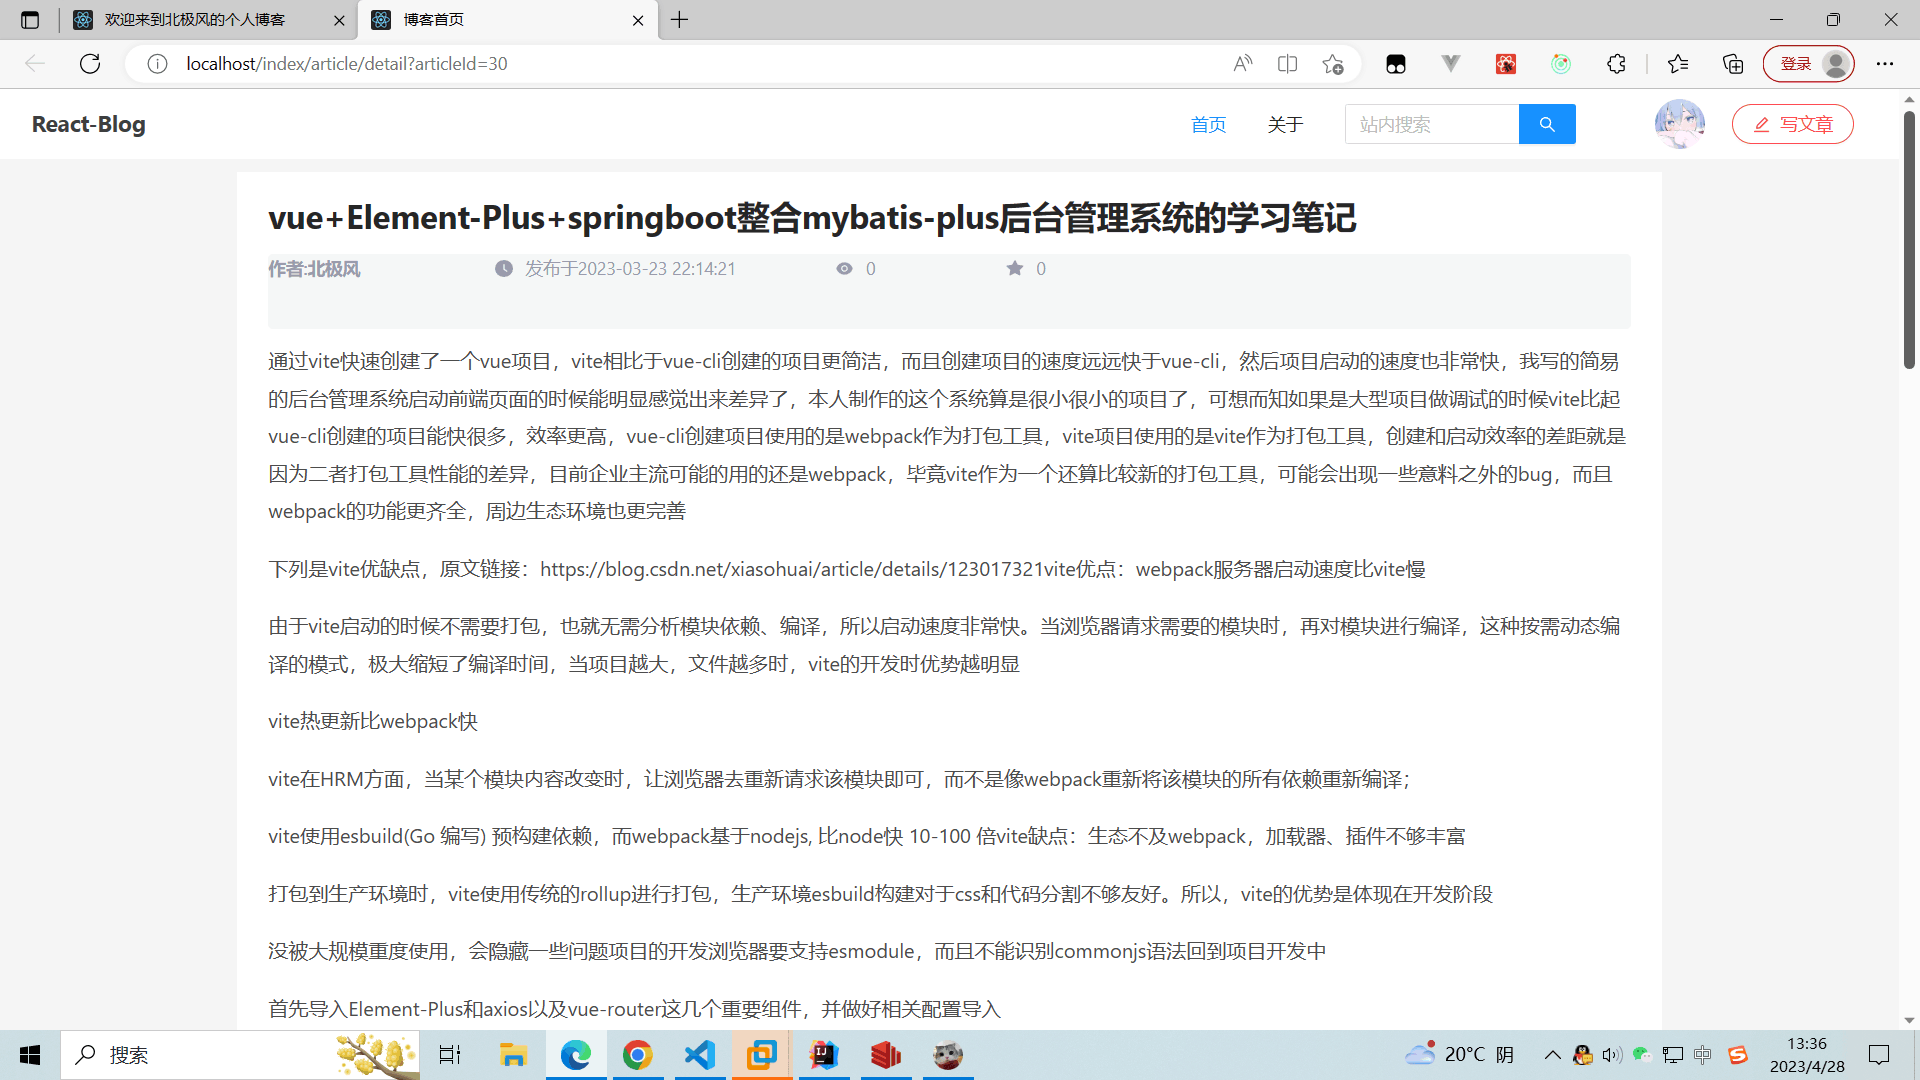 欢迎来到北极风的个人博客
博客首页
localhost/index/article/detail?articleId=30
登录
React-Blog
首页
关于
站内搜索
写文章
vue+Element-Plus+springboot整合mybatis-plus后台管理系统的学习笔记
作者:北极风
发布于2023-03-23 22:14:21
0
0
通过vite快速创建了一个vue项目，vite相比于vue-cli创建的项目更简洁，而且创建项目的速度远远快于vue-cli，然后项目启动的速度也非常快，我写的简易
的后台管理系统启动前端页面的时候能明显感觉出来差异了，本人制作的这个系统算是很小很小的项目了，可想而知如果是大型项目做调试的时候vite比起
vue-cli创建的项目能快很多，效率更高，vue-cli创建项目使用的是webpack作为打包工具，vite项目使用的是vite作为打包工具，创建和启动效率的差距就是
因为二者打包工具性能的差异，目前企业主流可能的用的还是webpack，毕竟vite作为一个还算比较新的打包工具，可能会出现一些意料之外的bug，而且
webpack的功能更齐全，周边生态环境也更完善
下列是vite优缺点，原文链接：https://blog.csdn.net/xiasohuai/article/details/123017321vite优点：webpack服务器启动速度比vite慢
由于vite启动的时候不需要打包，也就无需分析模块依赖、编译，所以启动速度非常快。当浏览器请求需要的模块时，再对模块进行编译，这种按需动态编
译的模式，极大缩短了编译时间，当项目越大，文件越多时，vite的开发时优势越明显
vite热更新比webpack快
vite在HRM方面，当某个模块内容改变时，让浏览器去重新请求该模块即可，而不是像webpack重新将该模块的所有依赖重新编译；
vite使用esbuild(Go 编写) 预构建依赖，而webpack基于nodejs, 比node快 10-100 倍vite缺点：生态不及webpack，加载器、插件不够丰富
打包到生产环境时，vite使用传统的rollup进行打包，生产环境esbuild构建对于css和代码分割不够友好。所以，vite的优势是体现在开发阶段
没被大规模重度使用，会隐藏一些问题项目的开发浏览器要支持esmodule，而且不能识别commonjs语法回到项目开发中
首先导入Element-Plus和axios以及vue-router这几个重要组件，并做好相关配置导入
搜索
20°C 阴
中
13:36
2023/4/28